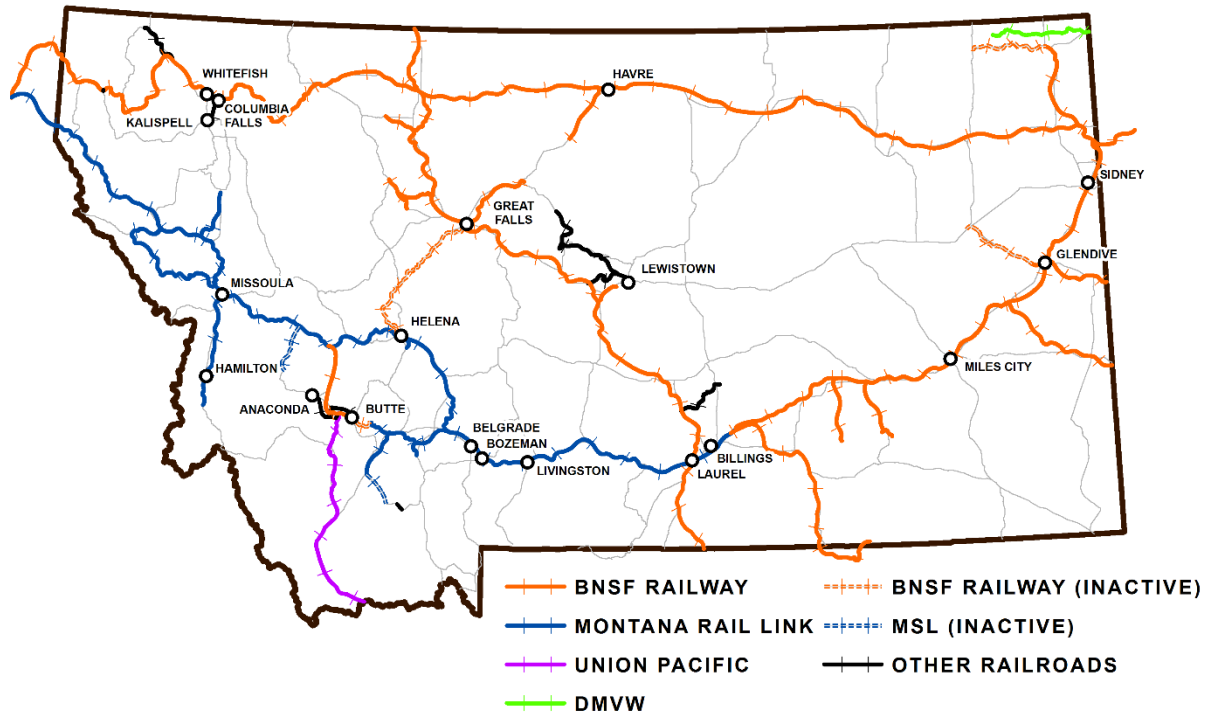 WHITEFISH
COLUMBIA
FALLS
KALISPELL
HAVRE
SIDNEY
GREAT
FALLS
GLENDIVE
LEWISTOWN
MISSOULA
HELENA
MILES CITY
HAMILTON
ANACONDA
BUTTE
BELGRADE
BOZEMAN
BILLINGS
LIVINGSTON
LAUREL
BNSF RAILWAY
BNSF RAILWAY (INACTIVE)
MONTANA RAIL LINK
MSL (INACTIVE)
UNION PACIFIC
OTHER RAILROADS
DMVW